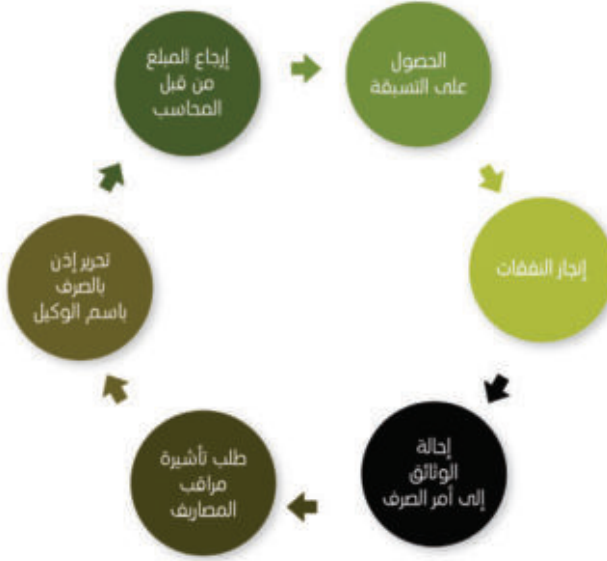 الحصول
على التسبقة
إنجاز النفقات
إحالة
الوثائق
إلى أمر الصرف
طلب تأشيرة
مراقب
المصاريف
تحرير إذن
بالصرف
باسم الوكيل
إرجاع المبلغ
من قبل
المحاسب